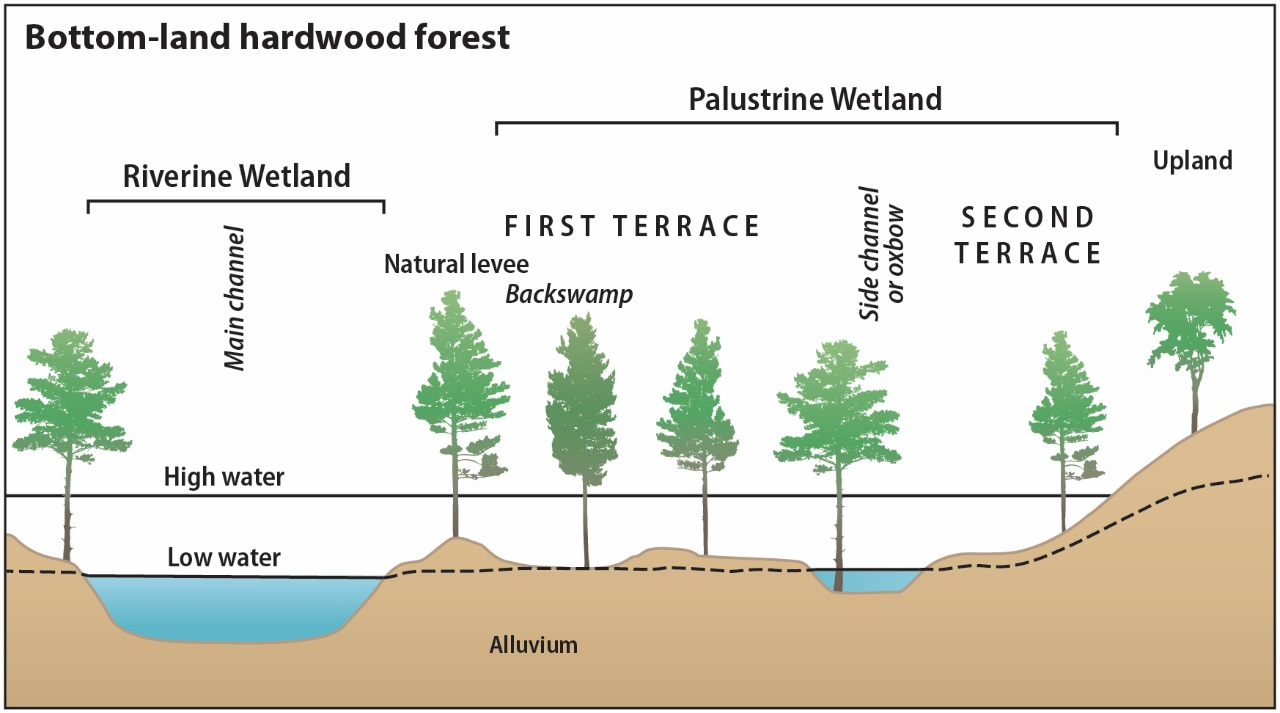 Bottom-land hardwood forest
Palustrine Wetland
Upland
Riverine Wetland
Main channel
FIRST TERRACE
Side channel
or oxbow
SECOND
TERRACE
Natural levee
Backswamp
High water
Low water
Alluvium